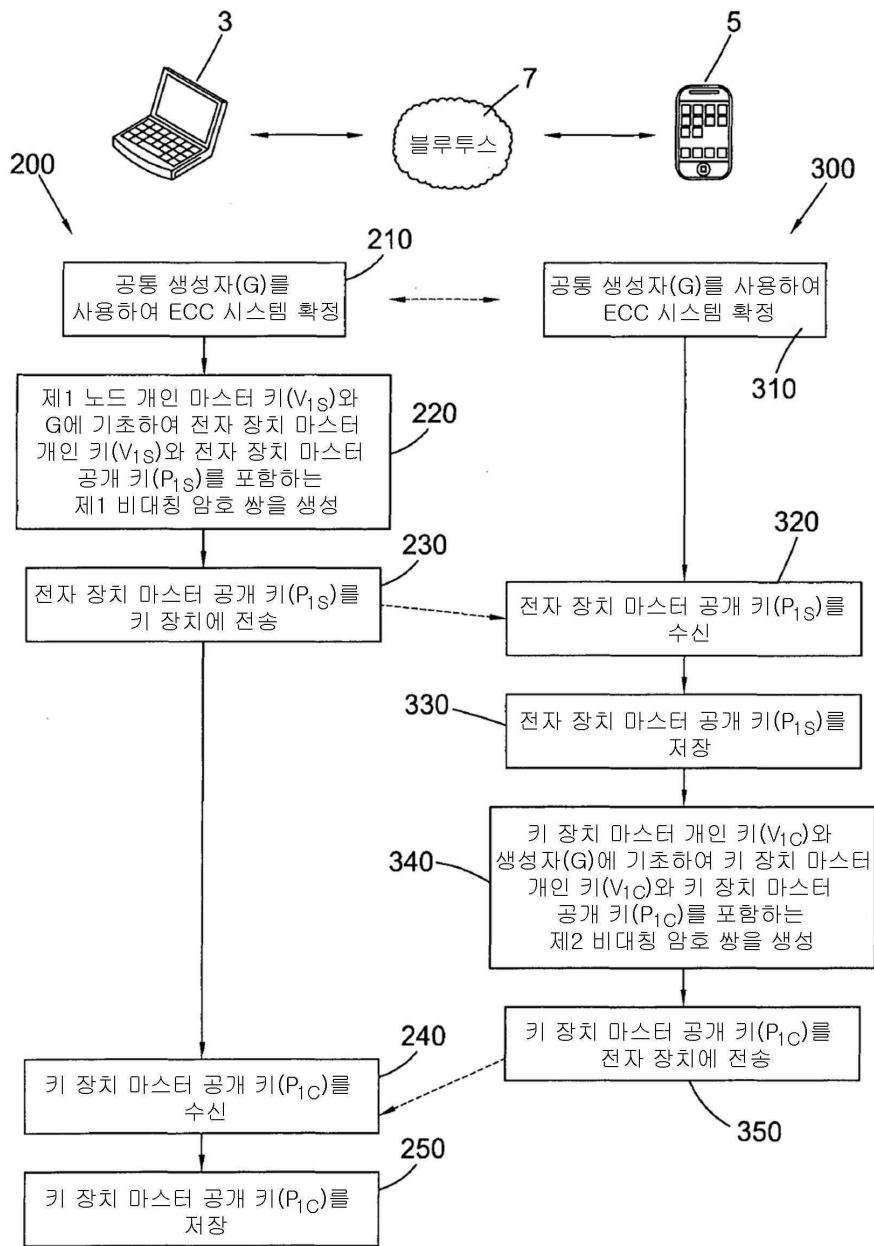 3
7
5
블루투스
200
300
210
공통 생성자(G)를
사용하여 ECC 시스템 확정
공통 생성자(G)를 사용하여
ECC 시스템 확정
310
제1 노드 개인 마스터 키(V1S)와
G에 기초하여 전자 장치 마스터
개인 키(V1S)와 전자 장치 마스터
공개 키(P1S)를 포함하는
제1 비대칭 암호 쌍을 생성
220
230
전자 장치 마스터 공개 키(P1S)를
키 장치에 전송
320
전자 장치 마스터 공개 키(P1S)를
수신
330
전자 장치 마스터 공개 키(P1S)를
저장
340
키 장치 마스터 개인 키(V1C)와
생성자(G)에 기초하여 키 장치 마스터
개인 키(V1C)와 키 장치 마스터
공개 키(P1C)를 포함하는
제2 비대칭 암호 쌍을 생성
키 장치 마스터 공개 키(P1C)를
전자 장치에 전송
350
240
키 장치 마스터 공개 키(P1C)를
수신
250
키 장치 마스터 공개 키(P1C)를
저장